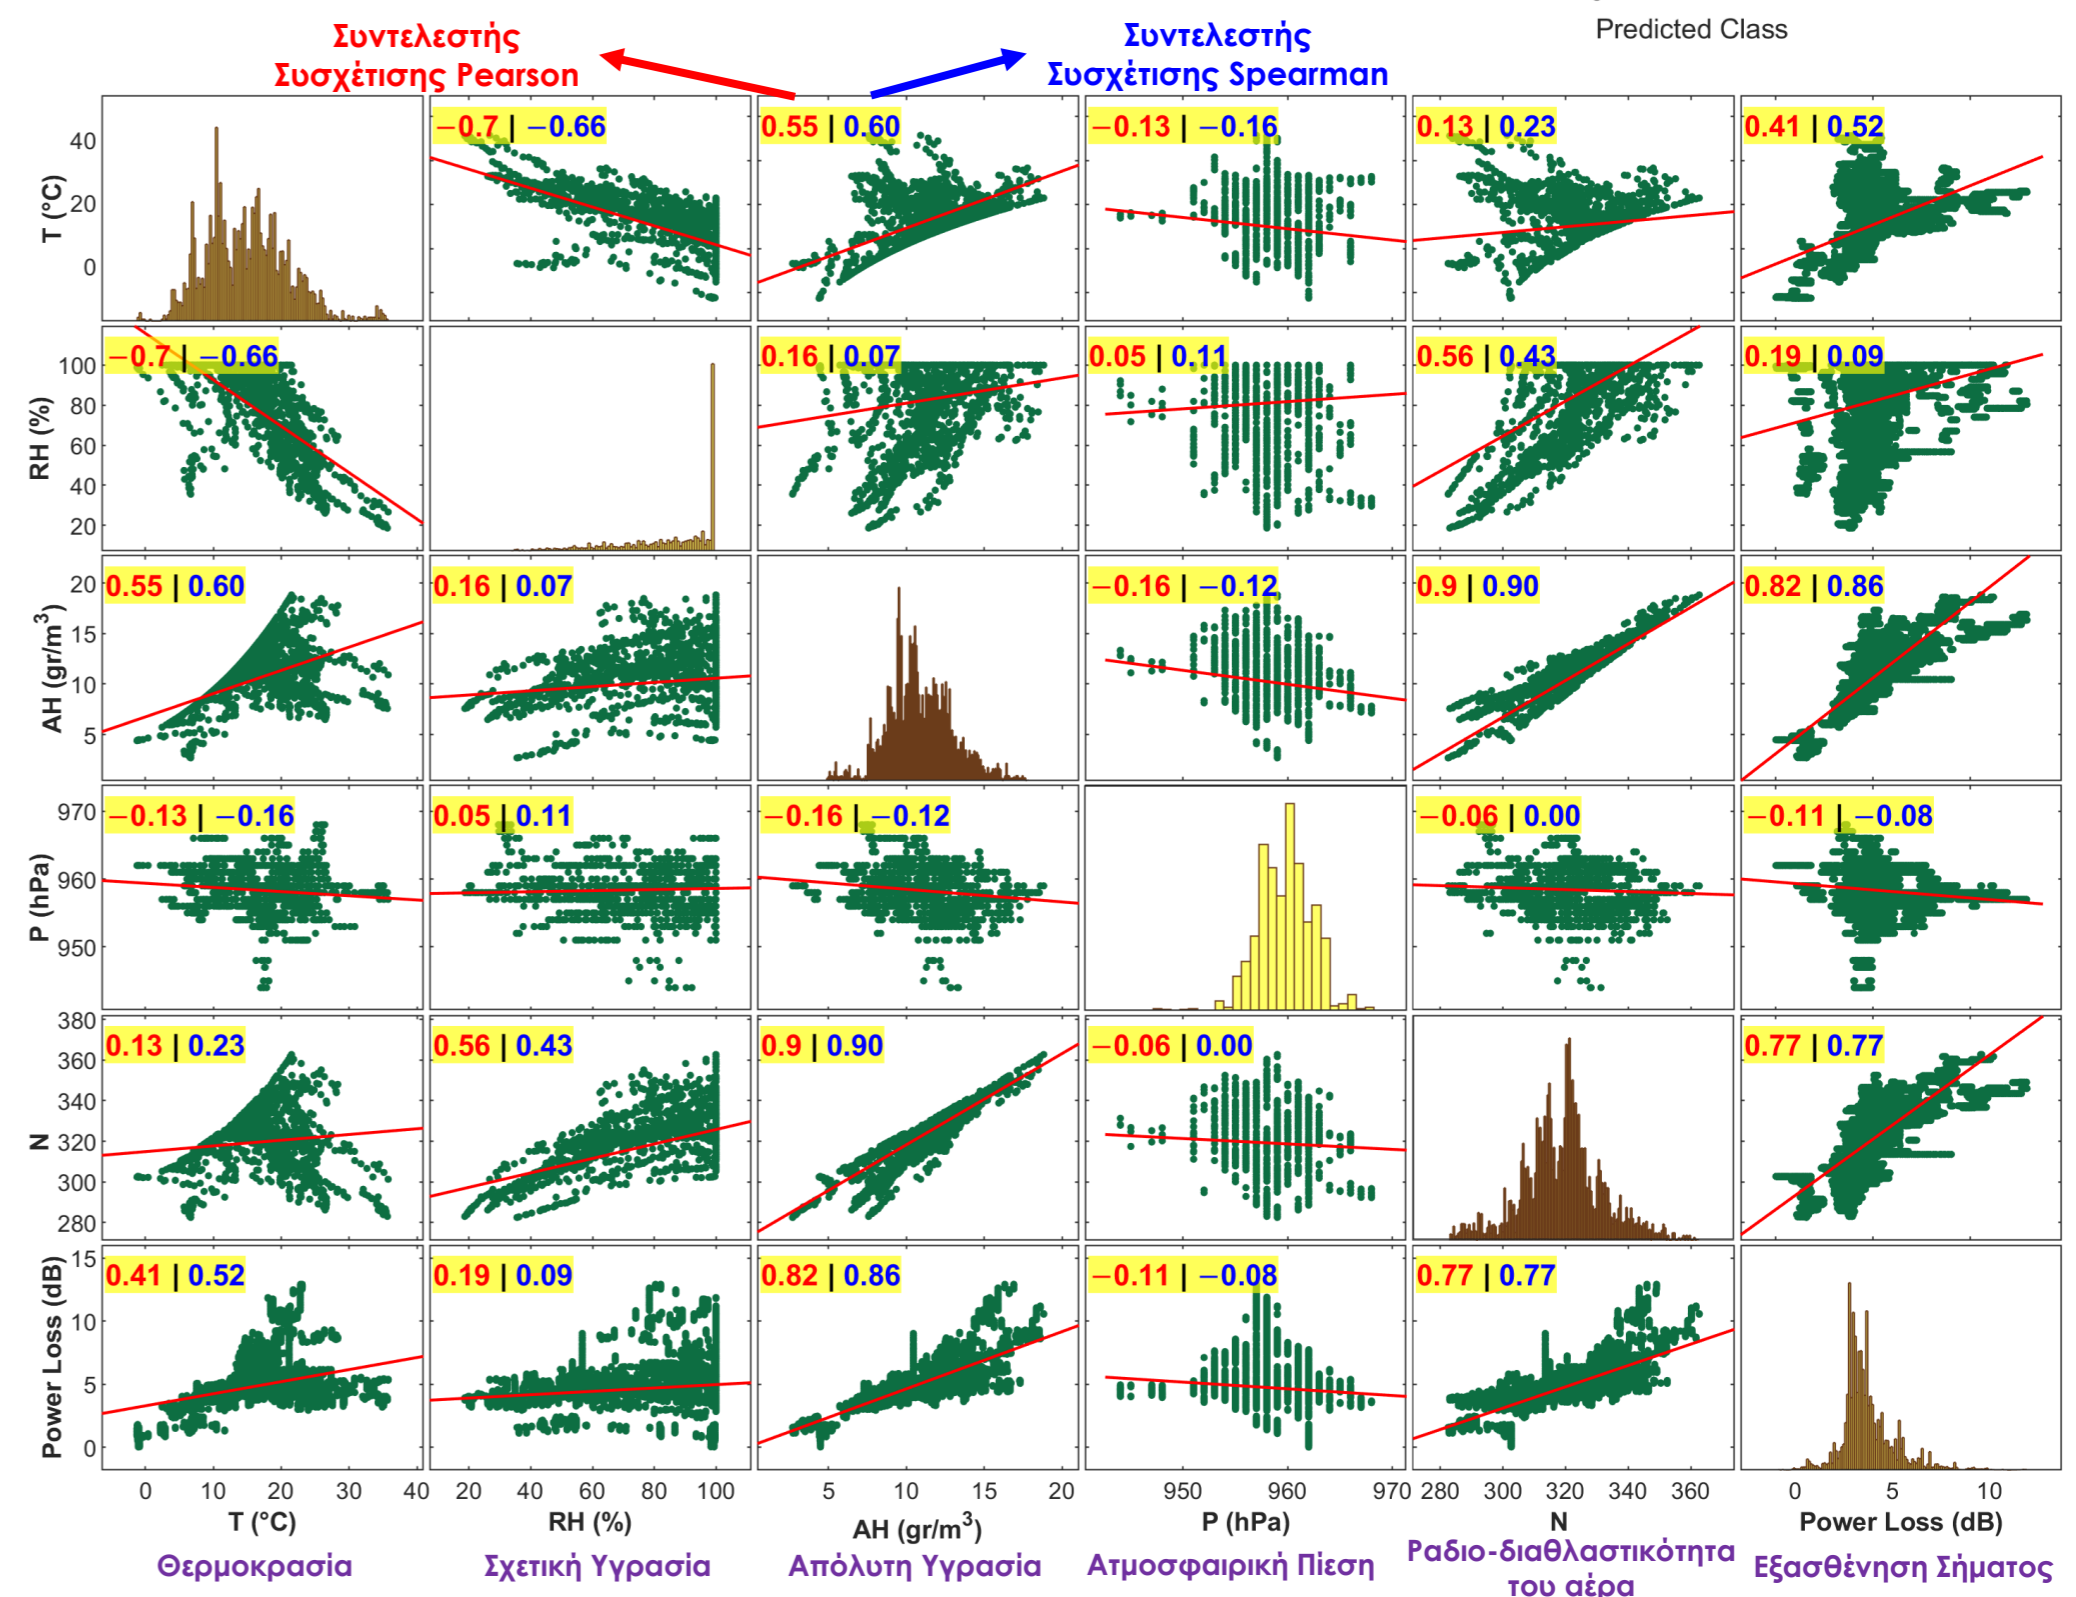 Predicted Class
Συντελεστής
Συσχέτισης Pearson
Συντελεστής
Συσχέτισης Spearman
T (°C)
40
20
0
−0.7 | −0.66
0.55 | 0.60
−0.13 | −0.16
0.13 | 0.23
0.41 | 0.52
RH (%)
100
80
60
40
20
−0.7 | −0.66
0.16 | 0.07
0.05 | 0.11
0.56 | 0.43
0.19 | 0.09
AH (gr/m³)
20
15
10
5
0.55 | 0.60
0.16 | 0.07
−0.16 | −0.12
0.9 | 0.90
0.82 | 0.86
P (hPa)
970
960
950
−0.13 | −0.16
0.05 | 0.11
−0.16 | −0.12
−0.06 | 0.00
−0.11 | −0.08
N
380
360
340
320
300
280
0.13 | 0.23
0.56 | 0.43
0.9 | 0.90
−0.06 | 0.00
0.77 | 0.77
Power Loss (dB)
15
10
5
0
0.41 | 0.52
0.19 | 0.09
0.82 | 0.86
−0.11 | −0.08
0.77 | 0.77
0 10 20 30 40
20 40 60 80 100
5 10 15 20
950 960 970
280 300 320 340 360
0 5 10
T (°C)
RH (%)
AH (gr/m³)
P (hPa)
N
Power Loss (dB)
Θερμοκρασία
Σχετική Υγρασία
Απόλυτη Υγρασία
Ατμοσφαιρική Πίεση
Ραδιο-διαθλαστικότητα
του αέρα
Εξασθένηση Σήματος